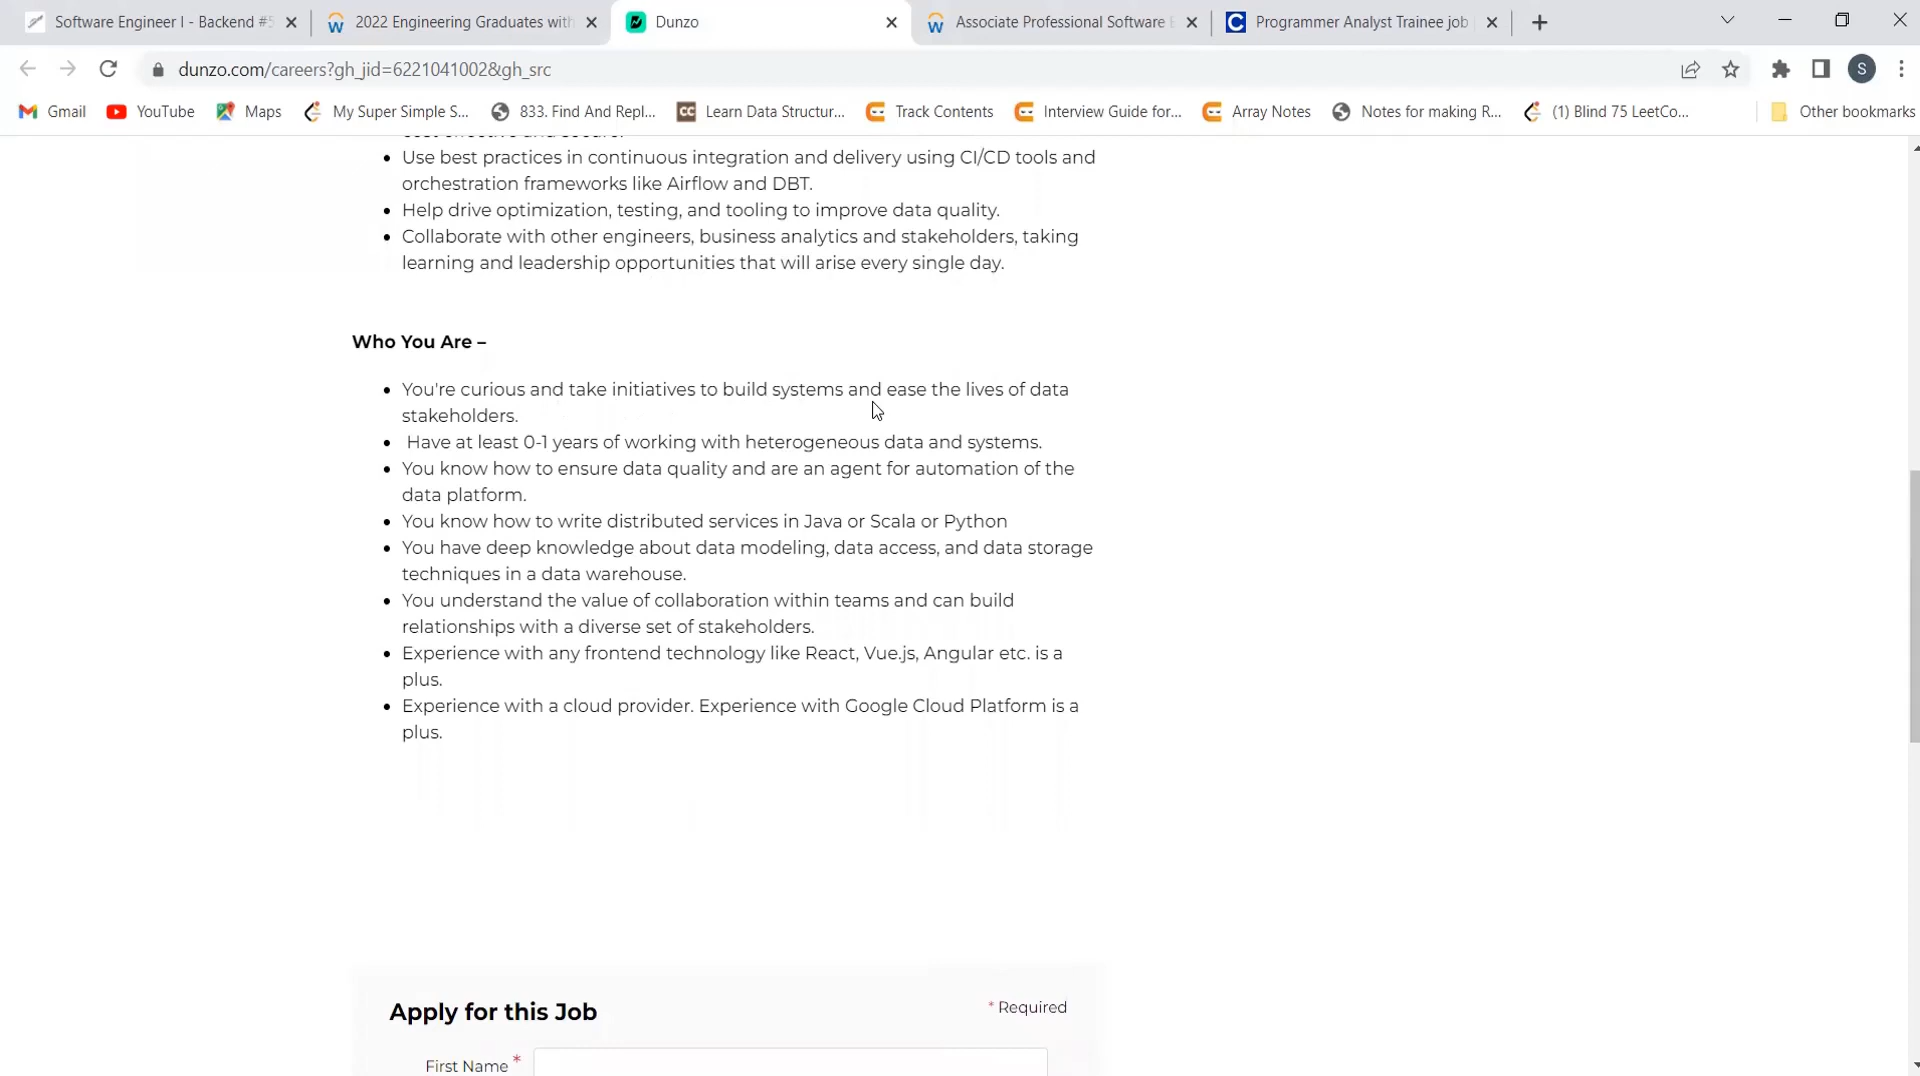 Software Engineer I - Backend #5
2022 Engineering Graduates with
Dunzo
Associate Professional Software E
Programmer Analyst Trainee job
dunzo.com/careers?gh_jid=6221041002&gh_src
S
Gmail
YouTube
Maps
My Super Simple S...
833. Find And Repl...
CC
Learn Data Structur...
Track Contents
Interview Guide for...
Array Notes
Notes for making R...
(1) Blind 75 LeetCo...
Other bookmarks
cost effective and secure.
• Use best practices in continuous integration and delivery using CI/CD tools and
orchestration frameworks like Airflow and DBT.
• Help drive optimization, testing, and tooling to improve data quality.
• Collaborate with other engineers, business analytics and stakeholders, taking
learning and leadership opportunities that will arise every single day.
Who You Are –
• You're curious and take initiatives to build systems and ease the lives of data
stakeholders.
• Have at least 0-1 years of working with heterogeneous data and systems.
• You know how to ensure data quality and are an agent for automation of the
data platform.
• You know how to write distributed services in Java or Scala or Python
• You have deep knowledge about data modeling, data access, and data storage
techniques in a data warehouse.
• You understand the value of collaboration within teams and can build
relationships with a diverse set of stakeholders.
• Experience with any frontend technology like React, Vue.js, Angular etc. is a
plus.
• Experience with a cloud provider. Experience with Google Cloud Platform is a
plus.
Apply for this Job
* Required
First Name *